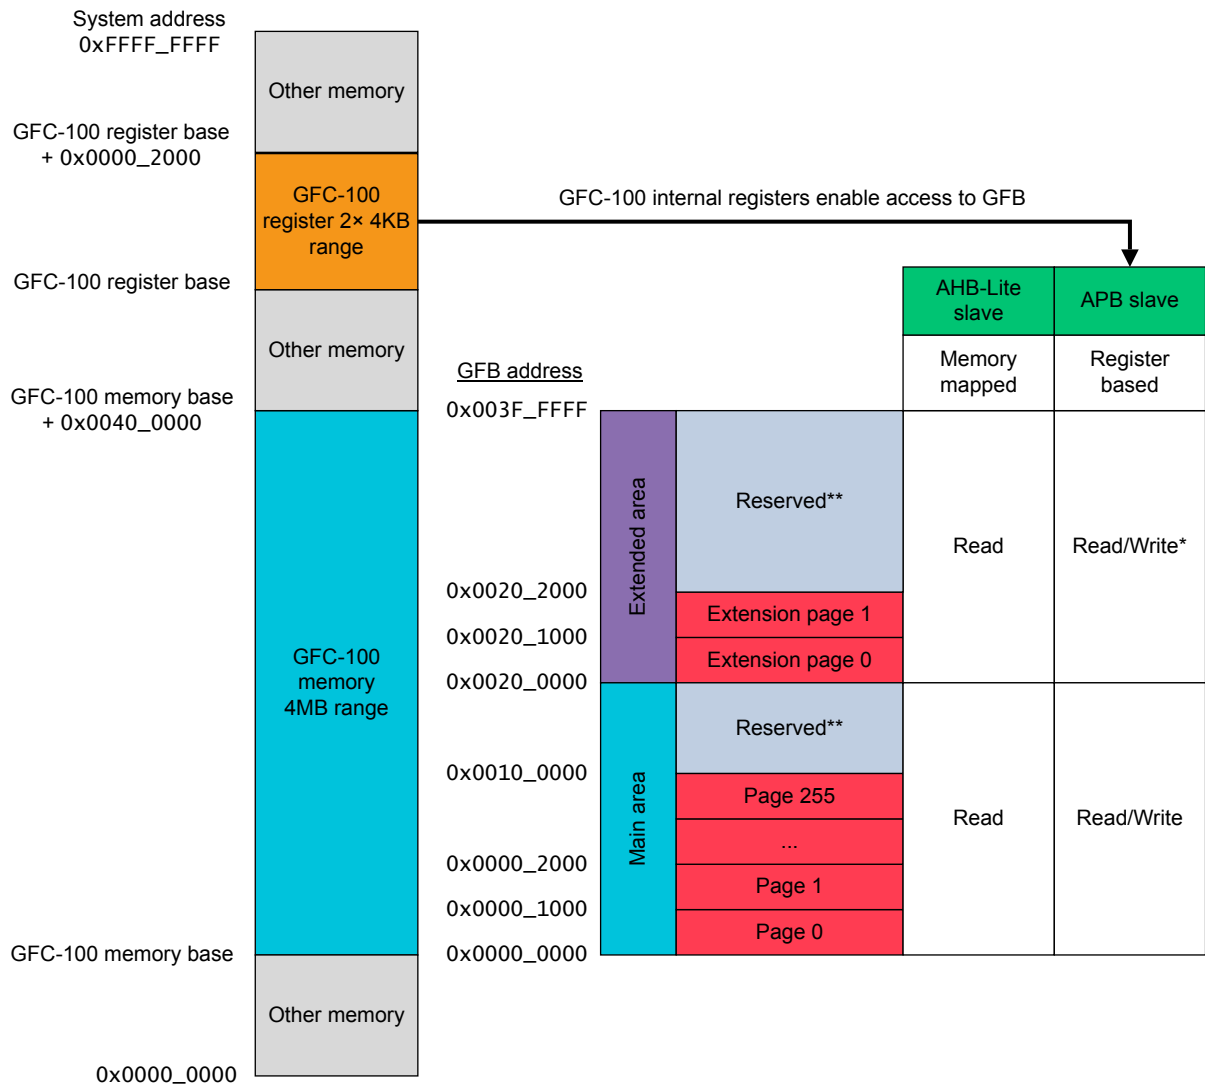 System address
0xFFFF_FFFF
Other memory
GFC-100 register base
+ 0x0000_2000
GFC-100
register 2× 4KB
range
GFC-100 internal registers enable access to GFB
GFC-100 register base
AHB-Lite
slave
APB slave
Other memory
Memory
mapped
Register
based
GFB address
GFC-100 memory base
+ 0x0040_0000
0x003F_FFFF
Extended area
Reserved**
Read
Read/Write*
0x0020_2000
Extension page 1
0x0020_1000
Extension page 0
0x0020_0000
GFC-100
memory
4MB range
Main area
Reserved**
0x0010_0000
Page 255
Read
Read/Write
...
0x0000_2000
Page 1
0x0000_1000
Page 0
GFC-100 memory base
0x0000_0000
Other memory
0x0000_0000